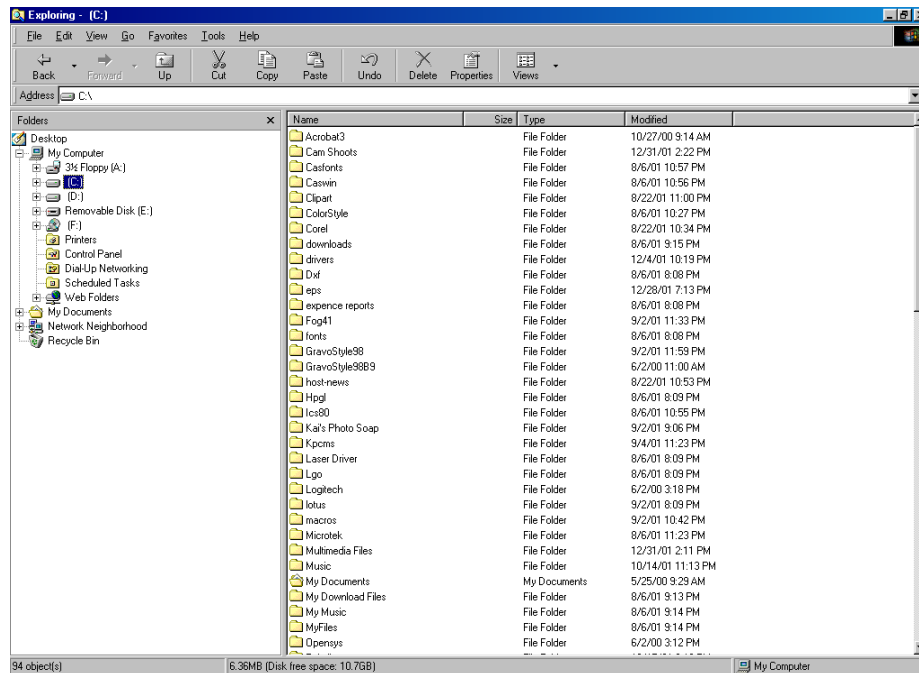 Exploring - (C:)
File Edit View Go Favorites Tools Help
Back Forward Up Cut Copy Paste Undo Delete Properties Views
Address C:\
Folders x
Desktop
My Computer
3½ Floppy (A:)
(C:)
(D:)
Removable Disk (E:)
(F:)
Printers
Control Panel
Dial-Up Networking
Scheduled Tasks
Web Folders
My Documents
Network Neighborhood
Recycle Bin
Name Size Type Modified
Acrobat3 File Folder 10/27/00 9:14 AM
Cam Shoots File Folder 12/31/01 2:22 PM
Casfonts File Folder 8/6/01 10:57 PM
Caswin File Folder 8/6/01 10:56 PM
Clipart File Folder 8/22/01 11:00 PM
ColorStyle File Folder 8/6/01 10:27 PM
Corel File Folder 8/22/01 10:34 PM
downloads File Folder 8/6/01 9:15 PM
drivers File Folder 12/4/01 10:19 PM
Dxf File Folder 8/6/01 8:08 PM
eps File Folder 12/28/01 7:13 PM
expence reports File Folder 8/6/01 8:08 PM
Fog41 File Folder 9/2/01 11:33 PM
fonts File Folder 8/6/01 8:08 PM
GravoStyle98 File Folder 9/2/01 11:59 PM
GravoStyle98B9 File Folder 6/2/00 11:00 AM
host-news File Folder 8/22/01 10:53 PM
Hpgl File Folder 8/6/01 8:09 PM
Ics80 File Folder 8/6/01 10:55 PM
Kai's Photo Soap File Folder 9/2/01 9:06 PM
Kpcms File Folder 9/4/01 11:23 PM
Laser Driver File Folder 8/6/01 8:09 PM
Lgo File Folder 8/6/01 8:09 PM
Logitech File Folder 6/2/00 3:18 PM
lotus File Folder 9/2/01 8:09 PM
macros File Folder 9/2/01 10:42 PM
Microtek File Folder 8/6/01 11:23 PM
Multimedia Files File Folder 12/31/01 2:11 PM
Music File Folder 10/14/01 11:13 PM
My Documents My Documents 5/25/00 9:29 AM
My Download Files File Folder 8/6/01 9:13 PM
My Music File Folder 8/6/01 9:14 PM
MyFiles File Folder 8/6/01 9:14 PM
Opensys File Folder 6/2/00 3:12 PM
94 object(s) 6.36MB (Disk free space: 10.7GB) My Computer